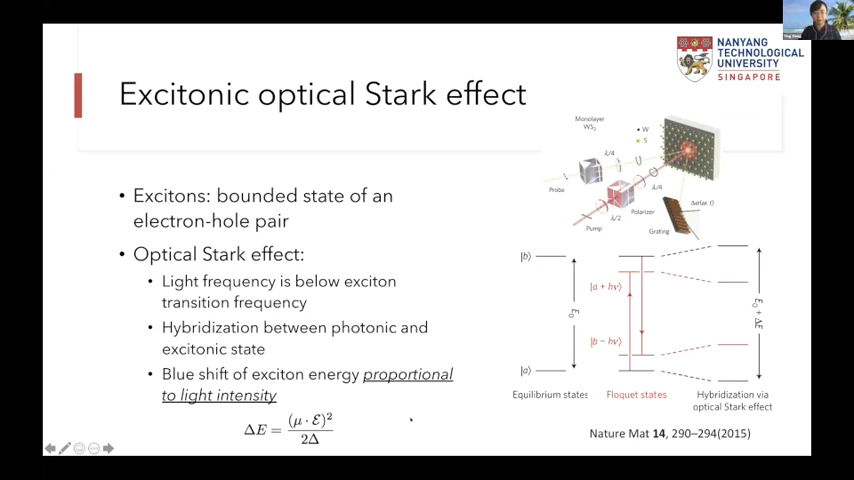 NANYANG
TECHNOLOGICAL
UNIVERSITY
SINGAPORE
Excitonic optical Stark effect
• Excitons: bounded state of an
electron-hole pair
• Optical Stark effect:
• Light frequency is below exciton
transition frequency
• Hybridization between photonic and
excitonic state
• Blue shift of exciton energy proportional
to light intensity
ΔE = (μ · ℰ)² / 2Δ
Monolayer
WS₂
W
S
λ/4
Probe
λ/4
Polarizer
λ/2
Pump
Grating
|b⟩
|a + hν⟩
E₀
E₀ + ΔE
|b − hν⟩
|a⟩
Equilibrium states
Floquet states
Hybridization via
optical Stark effect
Nature Mat 14, 290–294(2015)